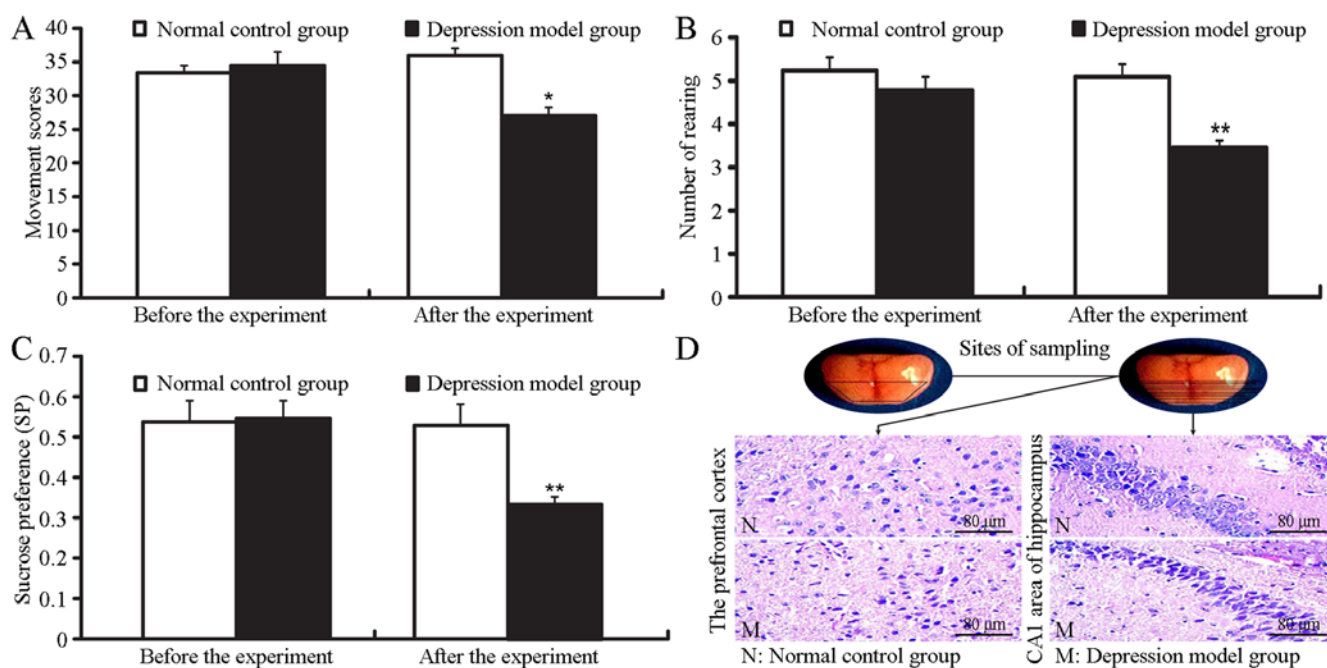 A
Normal control group
Depression model group
Movement scores
40
35
30
25
20
15
10
5
0
*
Before the experiment
After the experiment
B
Normal control group
Depression model group
Number of rearing
6
5
4
3
2
1
0
**
Before the experiment
After the experiment
C
Normal control group
Depression model group
Sucrose preference (SP)
0.7
0.6
0.5
0.4
0.3
0.2
0.1
0
**
Before the experiment
After the experiment
D
Sites of sampling
The prefrontal cortex
N
80 μm
M
80 μm
CA1 area of hippocampus
N
80 μm
M
80 μm
N: Normal control group
M: Depression model group